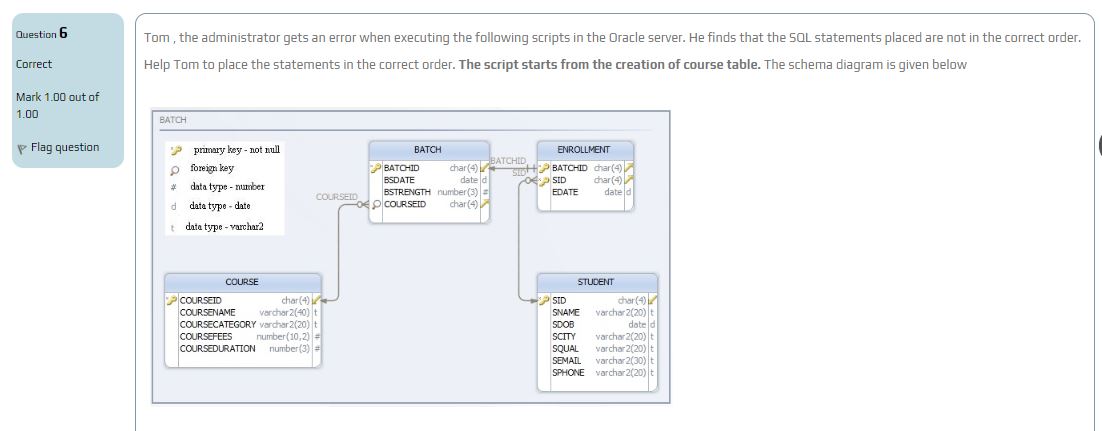 Question 6
Correct
Mark 1.00 out of
1.00
Flag question
Tom , the administrator gets an error when executing the following scripts in the Oracle server. He finds that the SQL statements placed are not in the correct order.
Help Tom to place the statements in the correct order. The script starts from the creation of course table. The schema diagram is given below
BATCH
primary key - not null
foreign key
# data type - number
d data type - date
t data type - varchar2
BATCH
BATCHID char(4)
BSDATE date d
BSTRENGTH number(3) #
COURSEID char(4)
BATCHID
SID
ENROLLMENT
BATCHID char(4)
SID char(4)
EDATE date d
COURSEID
COURSE
COURSEID char(4)
COURSENAME varchar2(40) t
COURSECATEGORY varchar2(20) t
COURSEFEES number(10,2) #
COURSEDURATION number(3) #
STUDENT
SID char(4)
SNAME varchar2(20) t
SDOB date d
SCITY varchar2(20) t
SQUAL varchar2(20) t
SEMAIL varchar2(30) t
SPHONE varchar2(20) t